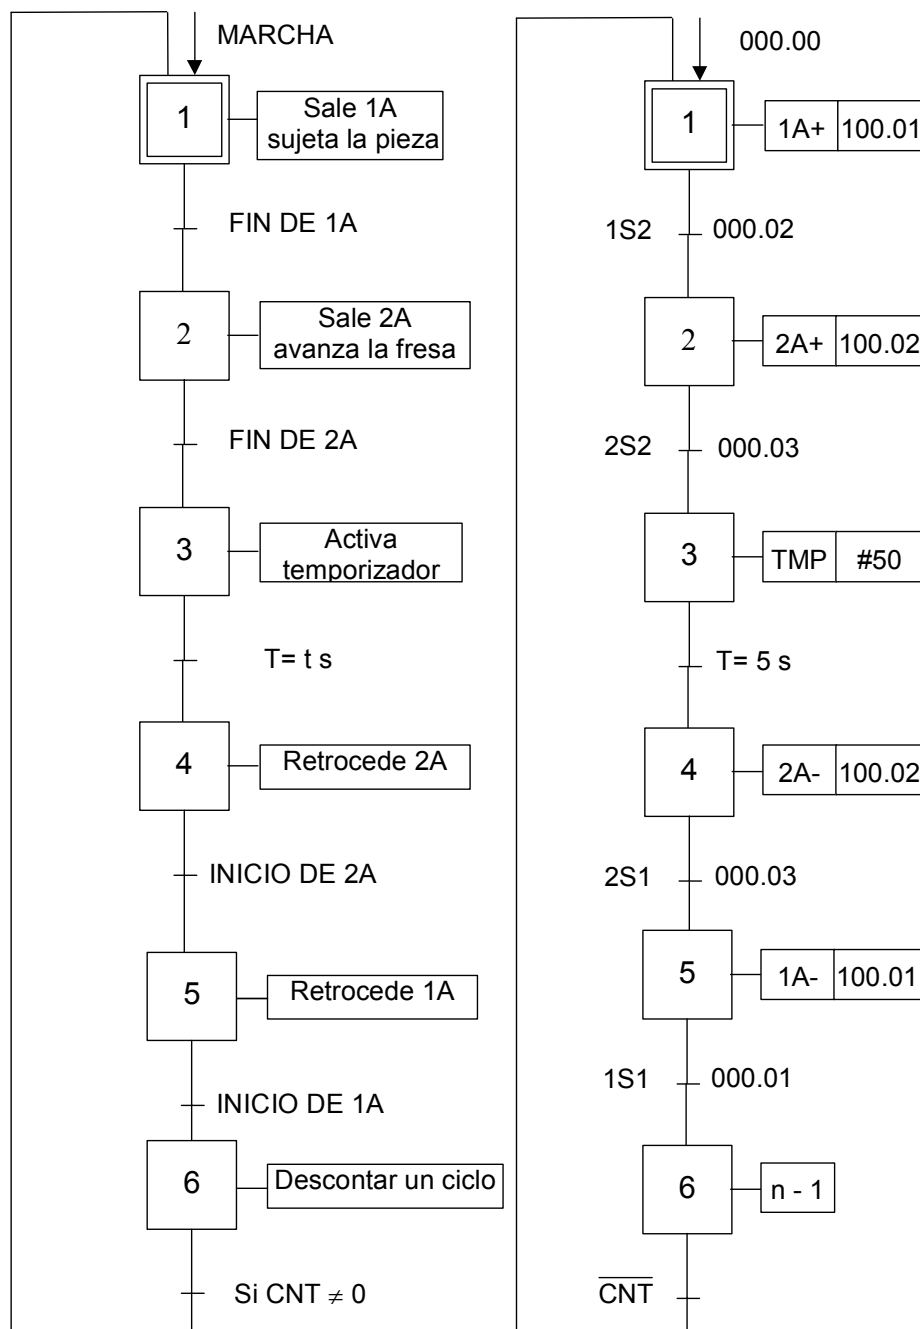 MARCHA
1
Sale 1A
sujeta la pieza
FIN DE 1A
2
Sale 2A
avanza la fresa
FIN DE 2A
3
Activa
temporizador
T= t s
4
Retrocede 2A
INICIO DE 2A
5
Retrocede 1A
INICIO DE 1A
6
Descontar un ciclo
Si CNT ≠ 0
000.00
1
1A+ 100.01
1S2 000.02
2
2A+ 100.02
2S2 000.03
3
TMP #50
T= 5 s
4
2A- 100.02
2S1 000.03
5
1A- 100.01
1S1 000.01
6
n - 1
C̅N̅T̅